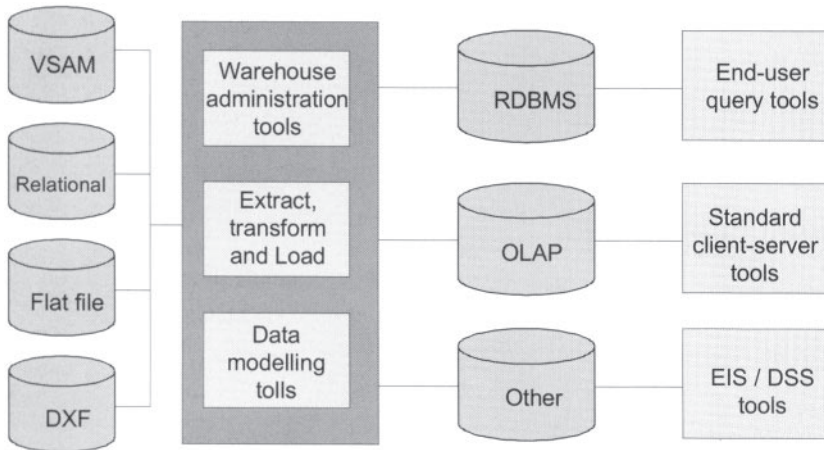 VSAM
Relational
Flat file
DXF
Warehouse
administration
tools
Extract,
transform
and Load
Data
modelling
tolls
RDBMS
OLAP
Other
End-user
query tools
Standard
client-server
tools
EIS / DSS
tools